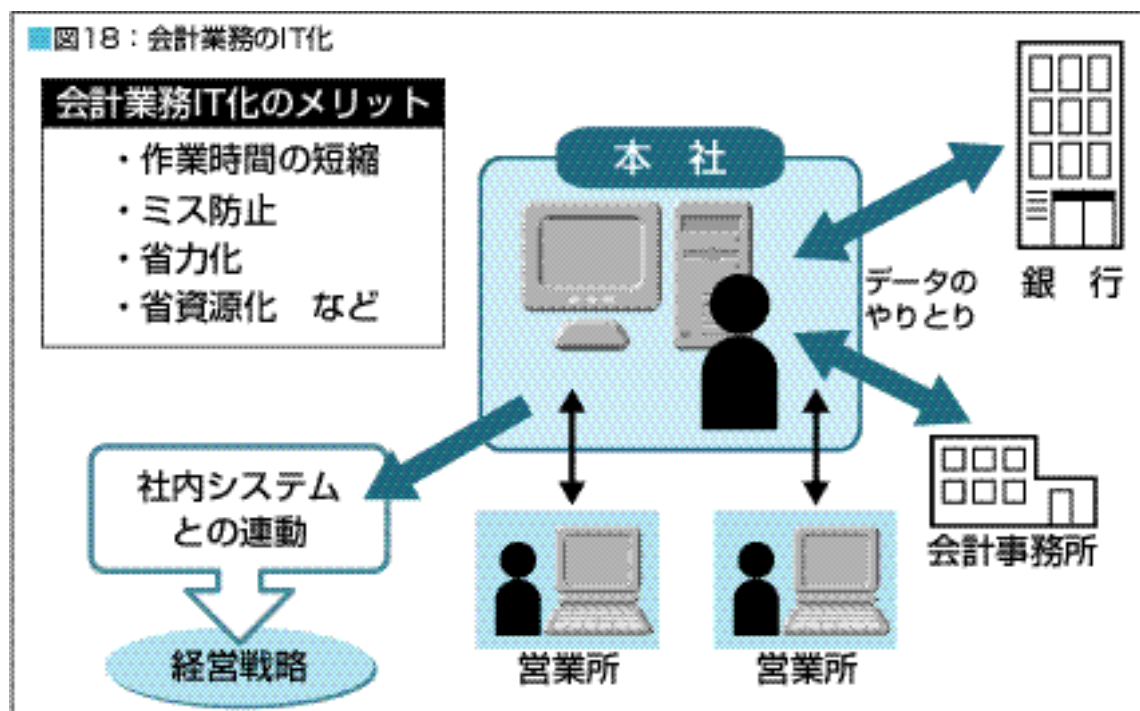 図18：会計業務のIT化
会計業務IT化のメリット
・作業時間の短縮
・ミス防止
・省力化
・省資源化　など
本　社
データの
やりとり
銀　行
会計事務所
社内システム
との連動
経営戦略
営業所
営業所